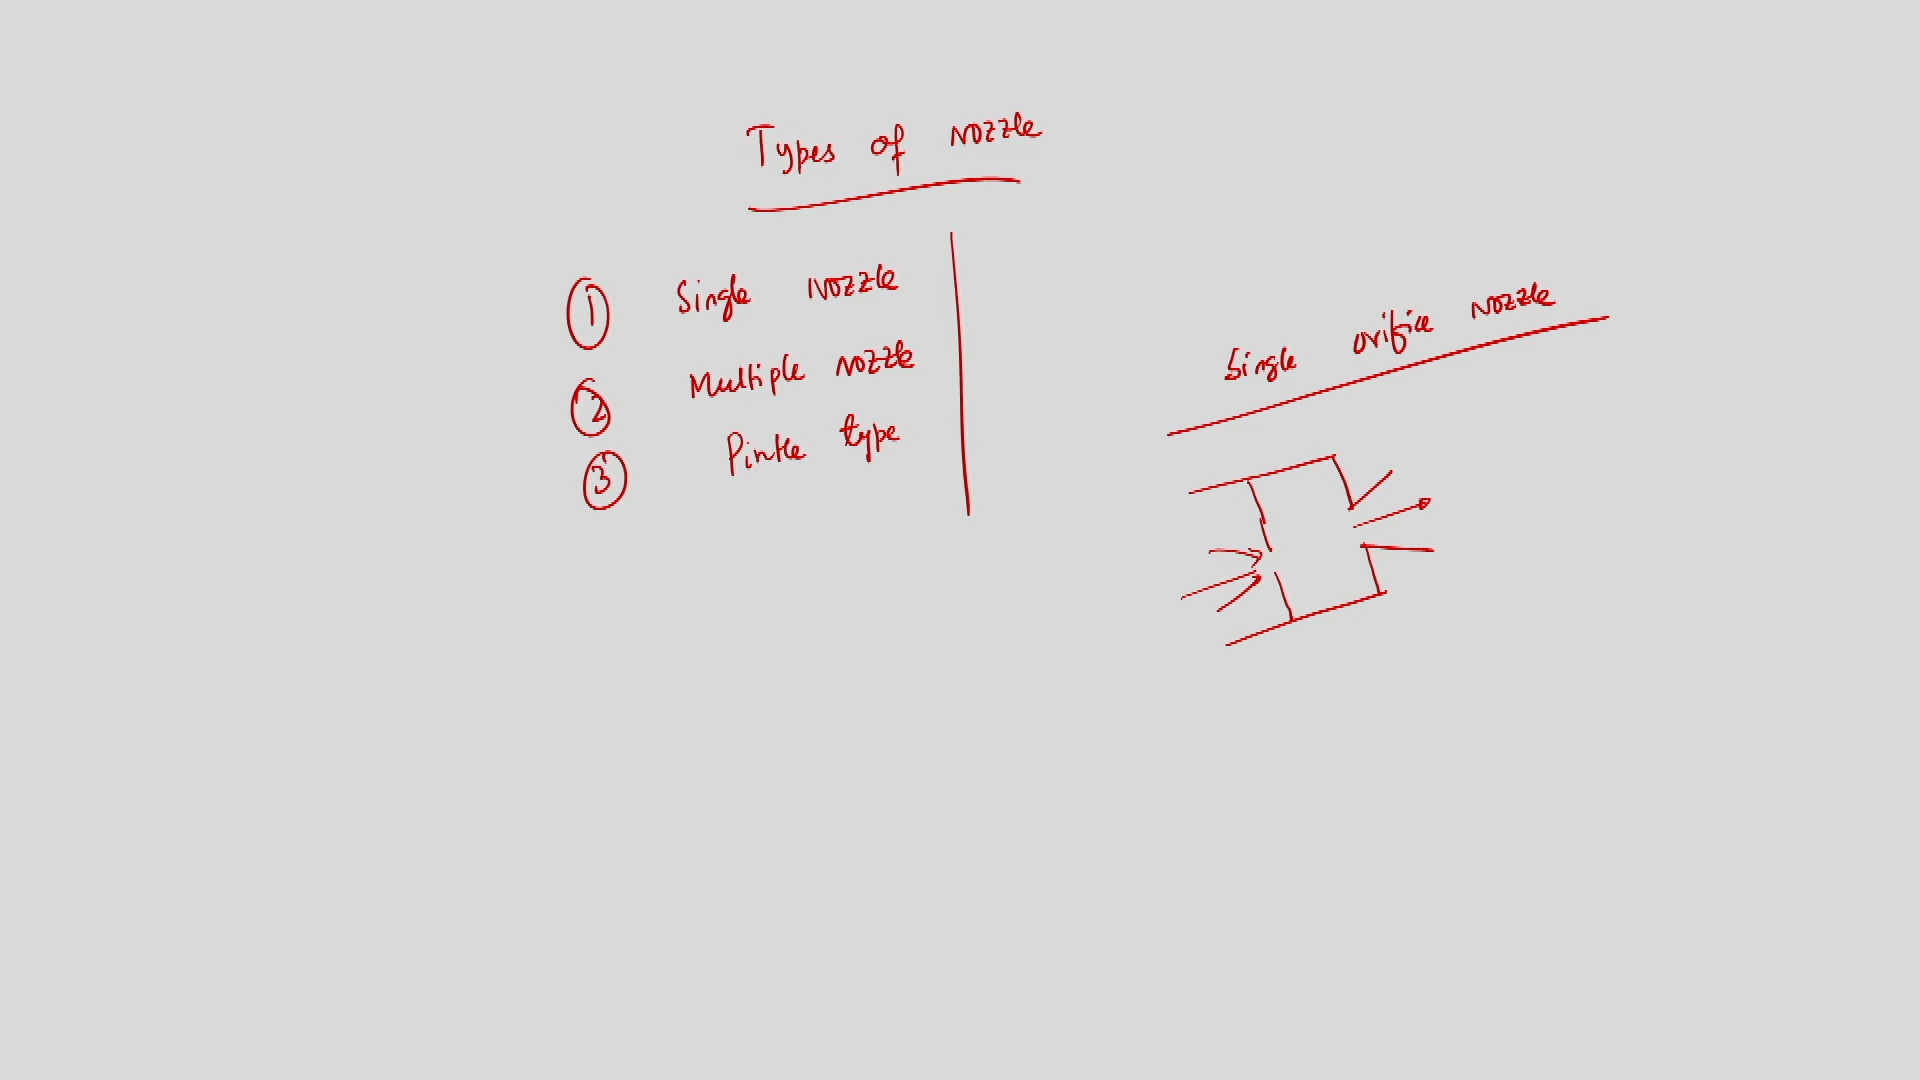 Types of nozzle
① Single Nozzle
② Multiple nozzle
③ Pintle type
Single orifice nozzle